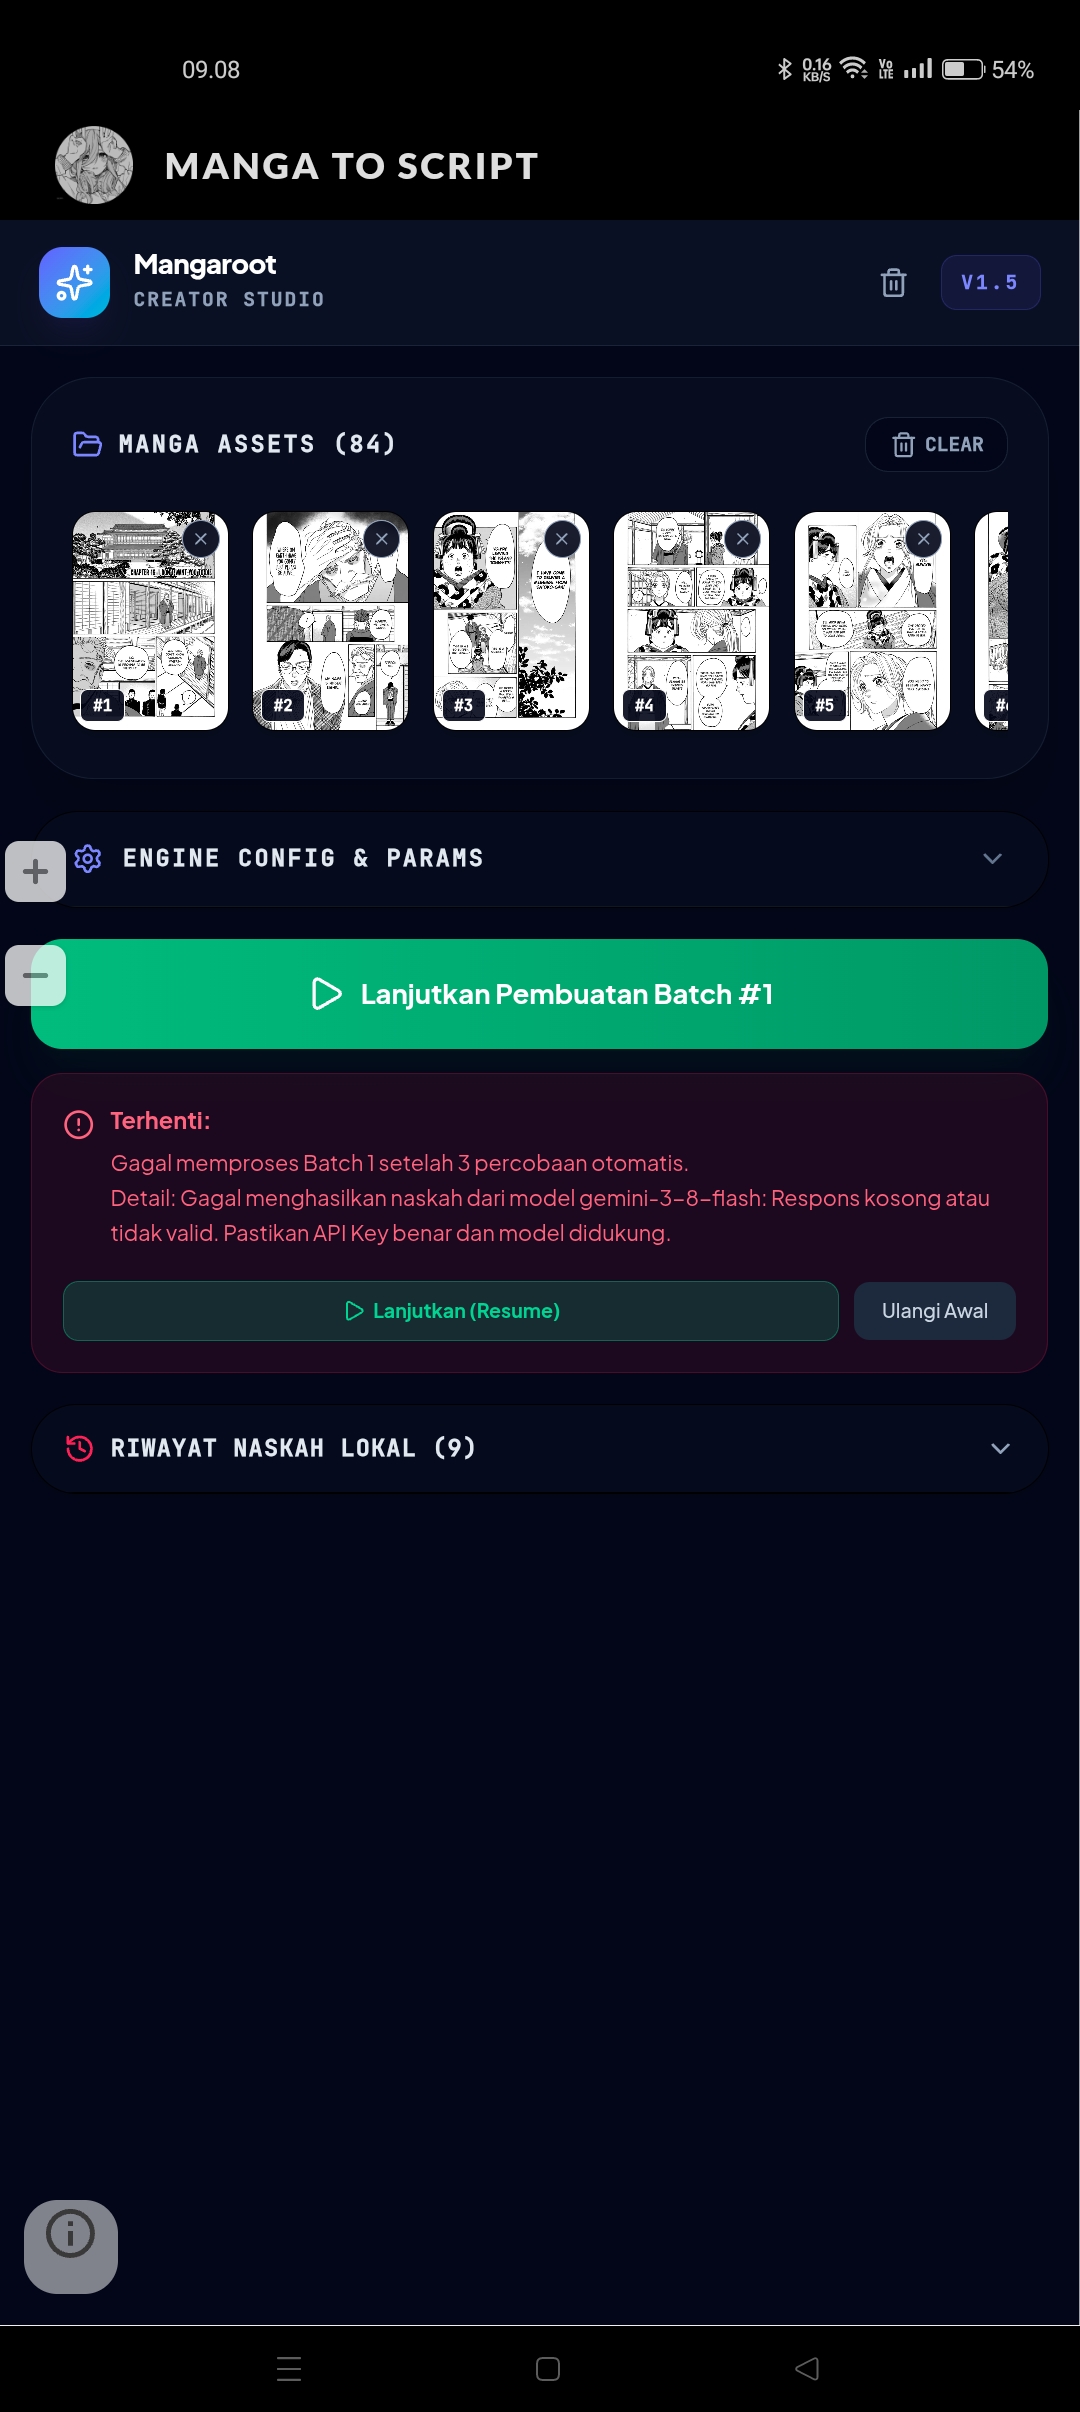 09.08
0.16 KB/S
Vo LTE
54%
MANGA TO SCRIPT
Mangaroot
CREATOR STUDIO
V1.5
MANGA ASSETS (84)
CLEAR
CHAPTER
#1
#2
#3
#4
#5
ENGINE CONFIG & PARAMS
Lanjutkan Pembuatan Batch #1
Terhenti:
Gagal memproses Batch 1 setelah 3 percobaan otomatis.
Detail: Gagal menghasilkan naskah dari model gemini-3-8-flash: Respons kosong atau
tidak valid. Pastikan API Key benar dan model didukung.
Lanjutkan (Resume)
Ulangi Awal
RIWAYAT NASKAH LOKAL (9)